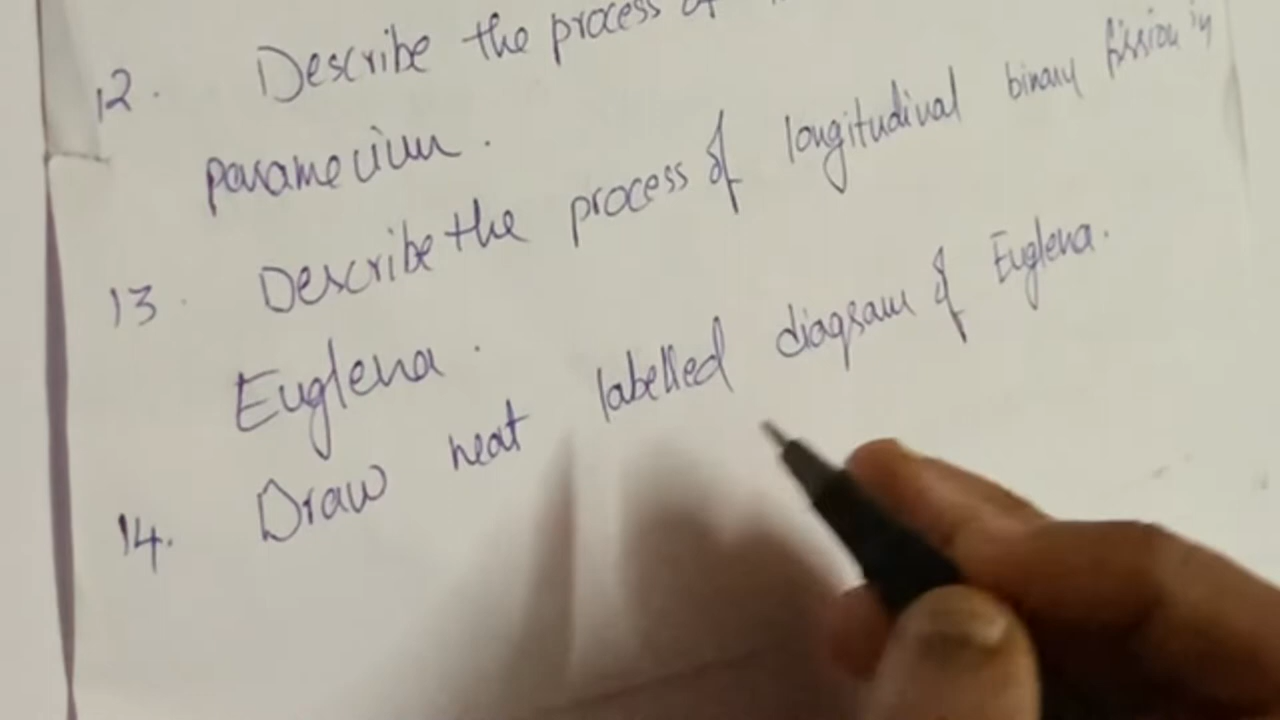 12. Describe the process of
paramecium.
13. Describe the process of longitudinal binary fission in
Euglena.
14. Draw neat labelled diagram of Euglena.